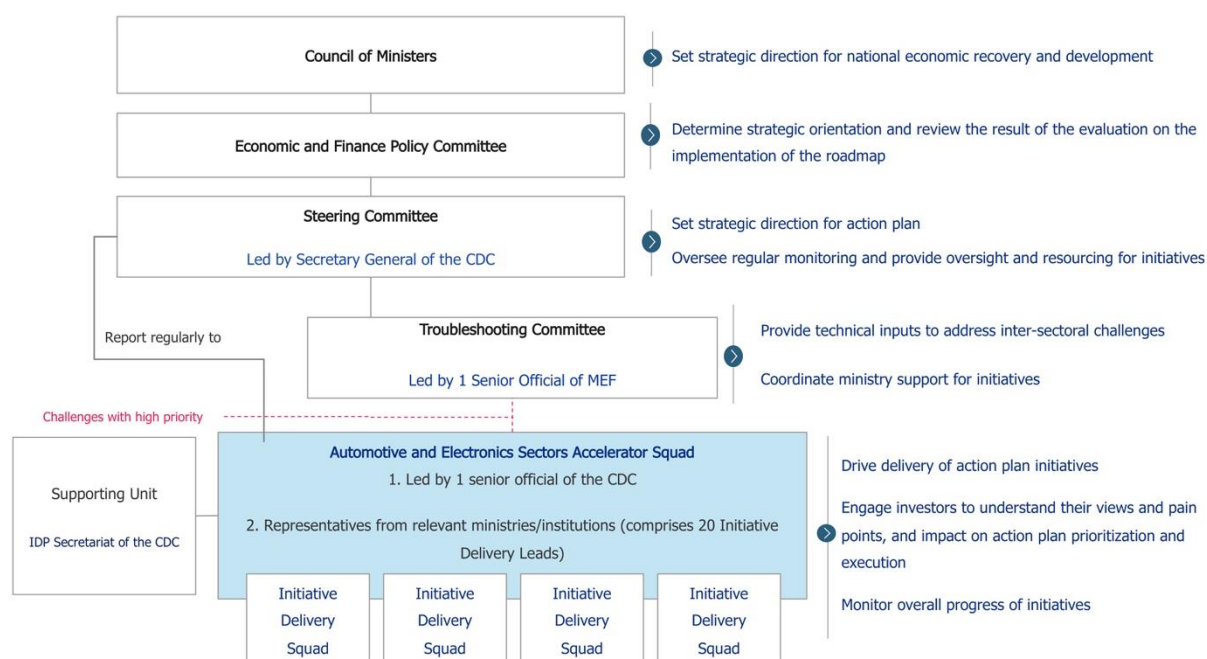 Council of Ministers
Set strategic direction for national economic recovery and development
Economic and Finance Policy Committee
Determine strategic orientation and review the result of the evaluation on the
implementation of the roadmap
Steering Committee
Led by Secretary General of the CDC
Set strategic direction for action plan
Oversee regular monitoring and provide oversight and resourcing for initiatives
Report regularly to
Troubleshooting Committee
Led by 1 Senior Official of MEF
Provide technical inputs to address inter-sectoral challenges
Coordinate ministry support for initiatives
Challenges with high priority
Supporting Unit
IDP Secretariat of the CDC
Automotive and Electronics Sectors Accelerator Squad
1. Led by 1 senior official of the CDC
2. Representatives from relevant ministries/institutions (comprises 20 Initiative
Delivery Leads)
Drive delivery of action plan initiatives
Engage investors to understand their views and pain
points, and impact on action plan prioritization and
execution
Monitor overall progress of initiatives
Initiative
Delivery
Squad
Initiative
Delivery
Squad
Initiative
Delivery
Squad
Initiative
Delivery
Squad